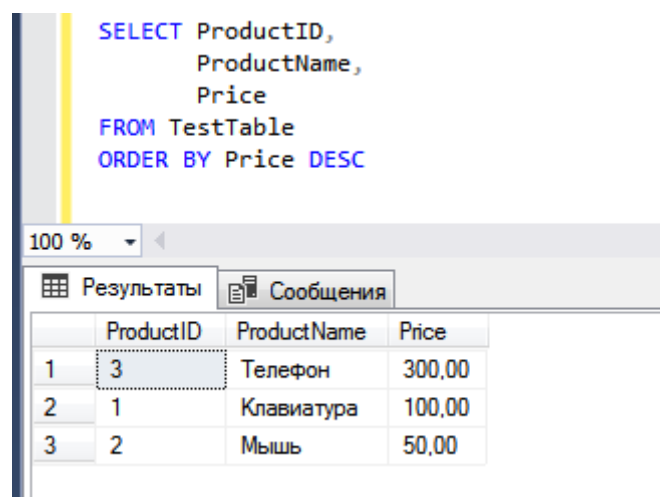 SELECT ProductID,
ProductName,
Price
FROM TestTable
ORDER BY Price DESC
100 %
Результаты Сообщения
ProductID ProductName Price
1 3 Телефон 300,00
2 1 Клавиатура 100,00
3 2 Мышь 50,00